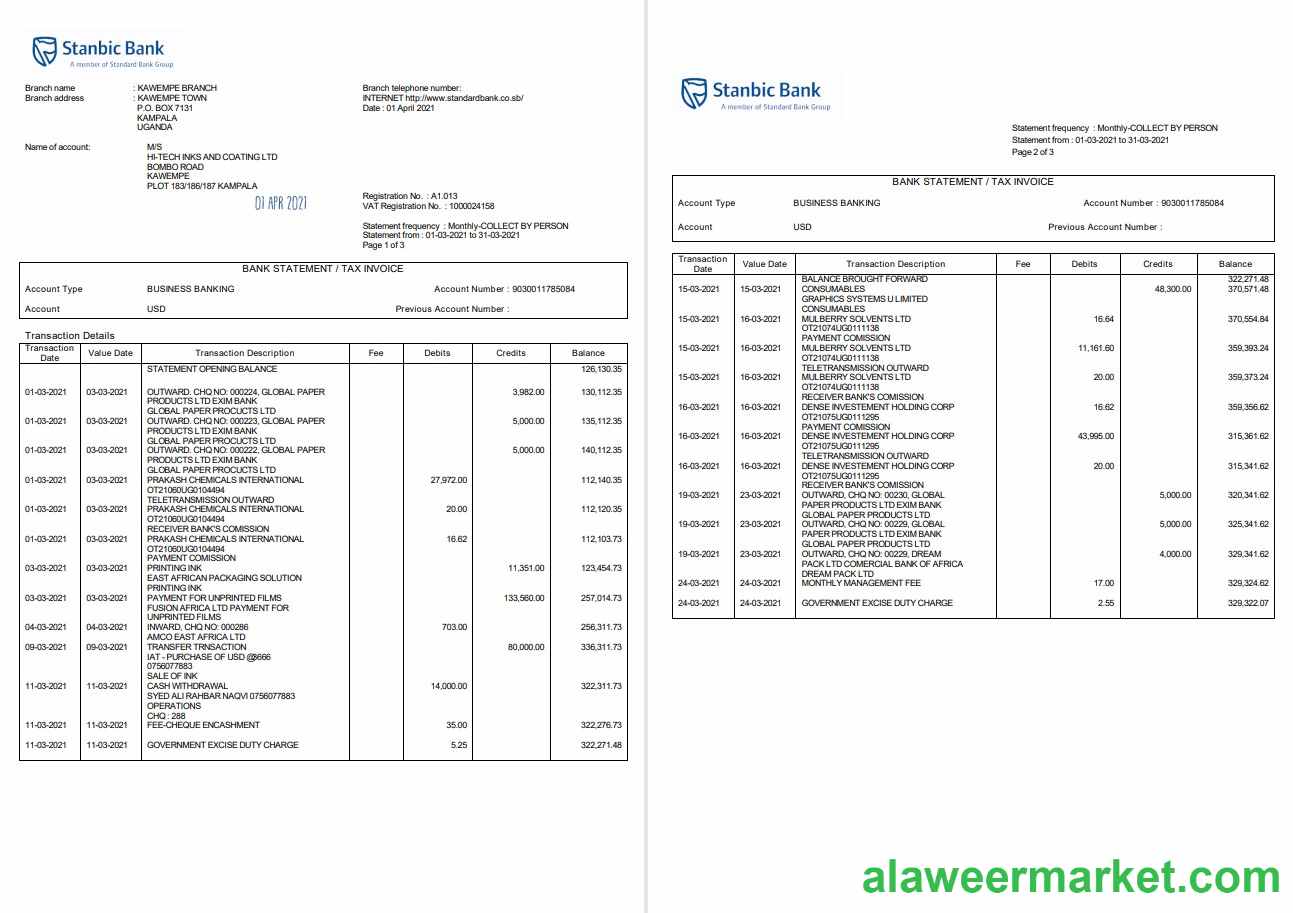 Stanbic Bank
A member of Standard Bank Group
Branch name : KAWEMPE BRANCH
Branch address : KAWEMPE TOWN
P.O. BOX 7131
KAMPALA
UGANDA
Branch telephone number:
INTERNET http://www.standardbank.co.sb/
Date : 01 April 2021
Name of account: M/S
HI-TECH INKS AND COATING LTD
BOMBO ROAD
KAWEMPE
PLOT 183/186/187 KAMPALA
01 APR 2021
Registration No. : A1.013
VAT Registration No. : 1000024158
Statement frequency : Monthly-COLLECT BY PERSON
Statement from : 01-03-2021 to 31-03-2021
Page 1 of 3
BANK STATEMENT / TAX INVOICE
Account Type BUSINESS BANKING Account Number : 9030011785084
Account USD Previous Account Number :
Transaction Details
Transaction Date Value Date Transaction Description Fee Debits Credits Balance
STATEMENT OPENING BALANCE 126,130.35
01-03-2021 03-03-2021 OUTWARD. CHQ NO: 000224, GLOBAL PAPER 3,982.00 130,112.35
PRODUCTS LTD EXIM BANK
GLOBAL PAPER PROCUCTS LTD
01-03-2021 03-03-2021 OUTWARD. CHQ NO: 000223, GLOBAL PAPER 5,000.00 135,112.35
PRODUCTS LTD EXIM BANK
GLOBAL PAPER PROCUCTS LTD
01-03-2021 03-03-2021 OUTWARD. CHQ NO: 000222, GLOBAL PAPER 5,000.00 140,112.35
PRODUCTS LTD EXIM BANK
GLOBAL PAPER PROCUCTS LTD
01-03-2021 03-03-2021 PRAKASH CHEMICALS INTERNATIONAL 27,972.00 112,140.35
OT21060UG0104494
TELETRANSMISSION OUTWARD
01-03-2021 03-03-2021 PRAKASH CHEMICALS INTERNATIONAL 20.00 112,120.35
OT21060UG0104494
RECEIVER BANK'S COMISSION
01-03-2021 03-03-2021 PRAKASH CHEMICALS INTERNATIONAL 16.62 112,103.73
OT21060UG0104494
PAYMENT COMISSION
03-03-2021 03-03-2021 PRINTING INK 11,351.00 123,454.73
EAST AFRICAN PACKAGING SOLUTION
PRINTING INK
03-03-2021 03-03-2021 PAYMENT FOR UNPRINTED FILMS 133,560.00 257,014.73
FUSION AFRICA LTD PAYMENT FOR
UNPRINTED FILMS
04-03-2021 04-03-2021 INWARD, CHQ NO: 000286 703.00 256,311.73
AMCO EAST AFRICA LTD
09-03-2021 09-03-2021 TRANSFER TRNSACTION 80,000.00 336,311.73
IAT - PURCHASE OF USD @3666
0756077883
SALE OF INK
11-03-2021 11-03-2021 CASH WITHDRAWAL 14,000.00 322,311.73
SYED ALI RAHBAR NAQVI 0756077883
OPERATIONS
CHQ : 288
11-03-2021 11-03-2021 FEE-CHEQUE ENCASHMENT 35.00 322,276.73
11-03-2021 11-03-2021 GOVERNMENT EXCISE DUTY CHARGE 5.25 322,271.48
Stanbic Bank
A member of Standard Bank Group
Statement frequency : Monthly-COLLECT BY PERSON
Statement from : 01-03-2021 to 31-03-2021
Page 2 of 3
BANK STATEMENT / TAX INVOICE
Account Type BUSINESS BANKING Account Number : 9030011785084
Account USD Previous Account Number :
Transaction Date Value Date Transaction Description Fee Debits Credits Balance
BALANCE BROUGHT FORWARD 322,271.48
15-03-2021 15-03-2021 CONSUMABLES 48,300.00 370,571.48
GRAPHICS SYSTEMS U LIMITED
CONSUMABLES
15-03-2021 16-03-2021 MULBERRY SOLVENTS LTD 16.64 370,554.84
OT21074UG0111138
PAYMENT COMISSION
15-03-2021 16-03-2021 MULBERRY SOLVENTS LTD 11,161.60 359,393.24
OT21074UG0111138
TELETRANSMISSION OUTWARD
15-03-2021 16-03-2021 MULBERRY SOLVENTS LTD 20.00 359,373.24
OT21074UG0111138
RECEIVER BANK'S COMISSION
16-03-2021 16-03-2021 DENSE INVESTEMENT HOLDING CORP 16.62 359,356.62
OT21075UG0111295
PAYMENT COMISSION
16-03-2021 16-03-2021 DENSE INVESTEMENT HOLDING CORP 43,995.00 315,361.62
OT21075UG0111295
TELETRANSMISSION OUTWARD
16-03-2021 16-03-2021 DENSE INVESTEMENT HOLDING CORP 20.00 315,341.62
OT21075UG0111295
RECEIVER BANK'S COMISSION
19-03-2021 23-03-2021 OUTWARD, CHQ NO: 00230, GLOBAL 5,000.00 320,341.62
PAPER PRODUCTS LTD EXIM BANK
GLOBAL PAPER PRODUCTS LTD
19-03-2021 23-03-2021 OUTWARD, CHQ NO: 00229, GLOBAL 5,000.00 325,341.62
PAPER PRODUCTS LTD EXIM BANK
GLOBAL PAPER PRODUCTS LTD
19-03-2021 23-03-2021 OUTWARD, CHQ NO: 00229, DREAM 4,000.00 329,341.62
PACK LTD COMERCIAL BANK OF AFRICA
DREAM PACK LTD
24-03-2021 24-03-2021 MONTHLY MANAGEMENT FEE 17.00 329,324.62
24-03-2021 24-03-2021 GOVERNMENT EXCISE DUTY CHARGE 2.55 329,322.07
alaweermarket.com